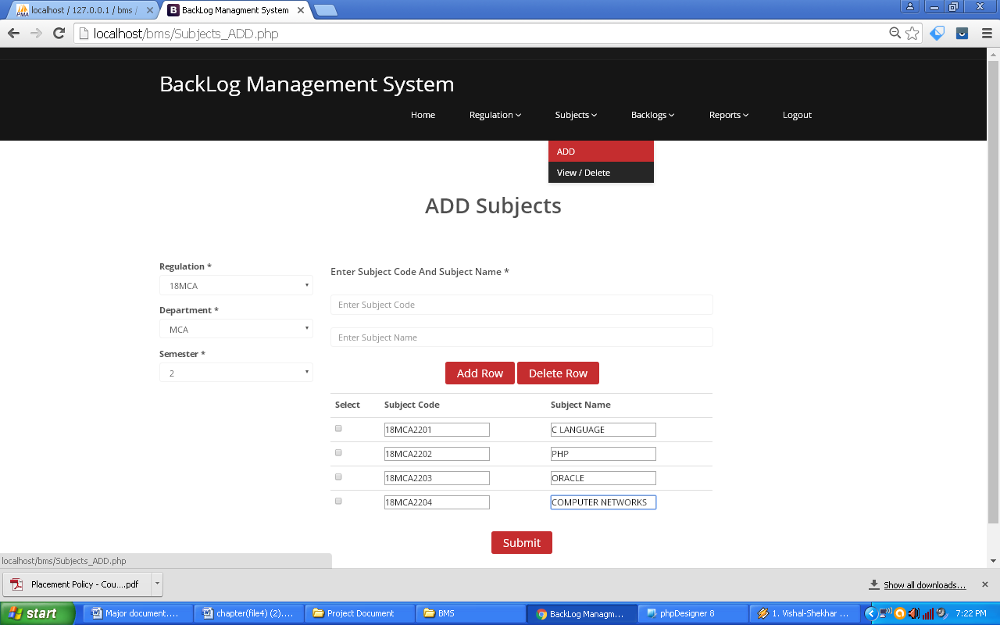 localhost / 127.0.0.1 / bms /
BackLog Managment System
localhost/bms/Subjects_ADD.php
BackLog Management System
Home Regulation Subjects Backlogs Reports Logout
ADD
View / Delete
ADD Subjects
Regulation *
18MCA
Department *
MCA
Semester *
2
Enter Subject Code And Subject Name *
Enter Subject Code
Enter Subject Name
Add Row Delete Row
Select Subject Code Subject Name
18MCA2201 C LANGUAGE
18MCA2202 PHP
18MCA2203 ORACLE
18MCA2204 COMPUTER NETWORKS
Submit
localhost/bms/Subjects_ADD.php
Placement Policy - Cou....pdf Show all downloads...
start Major document.... chapter(file4) (2).... Project Document BMS BackLog Managm... phpDesigner 8 1. Vishal-Shekhar ... 7:22 PM